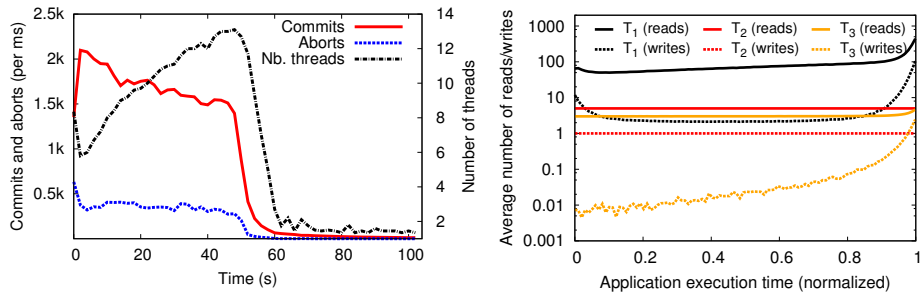 Commits and aborts (per ms)
2.5k
2k
1.5k
1k
0.5k
Commits
Aborts
Nb. threads
14
12
10
8
6
4
2
Number of threads
0
20
40
60
80
100
Time (s)
Average number of reads/writes
1000
100
10
1
0.1
0.01
0.001
T1 (reads)
T2 (reads)
T3 (reads)
T1 (writes)
T2 (writes)
T3 (writes)
0
0.2
0.4
0.6
0.8
1
Application execution time (normalized)